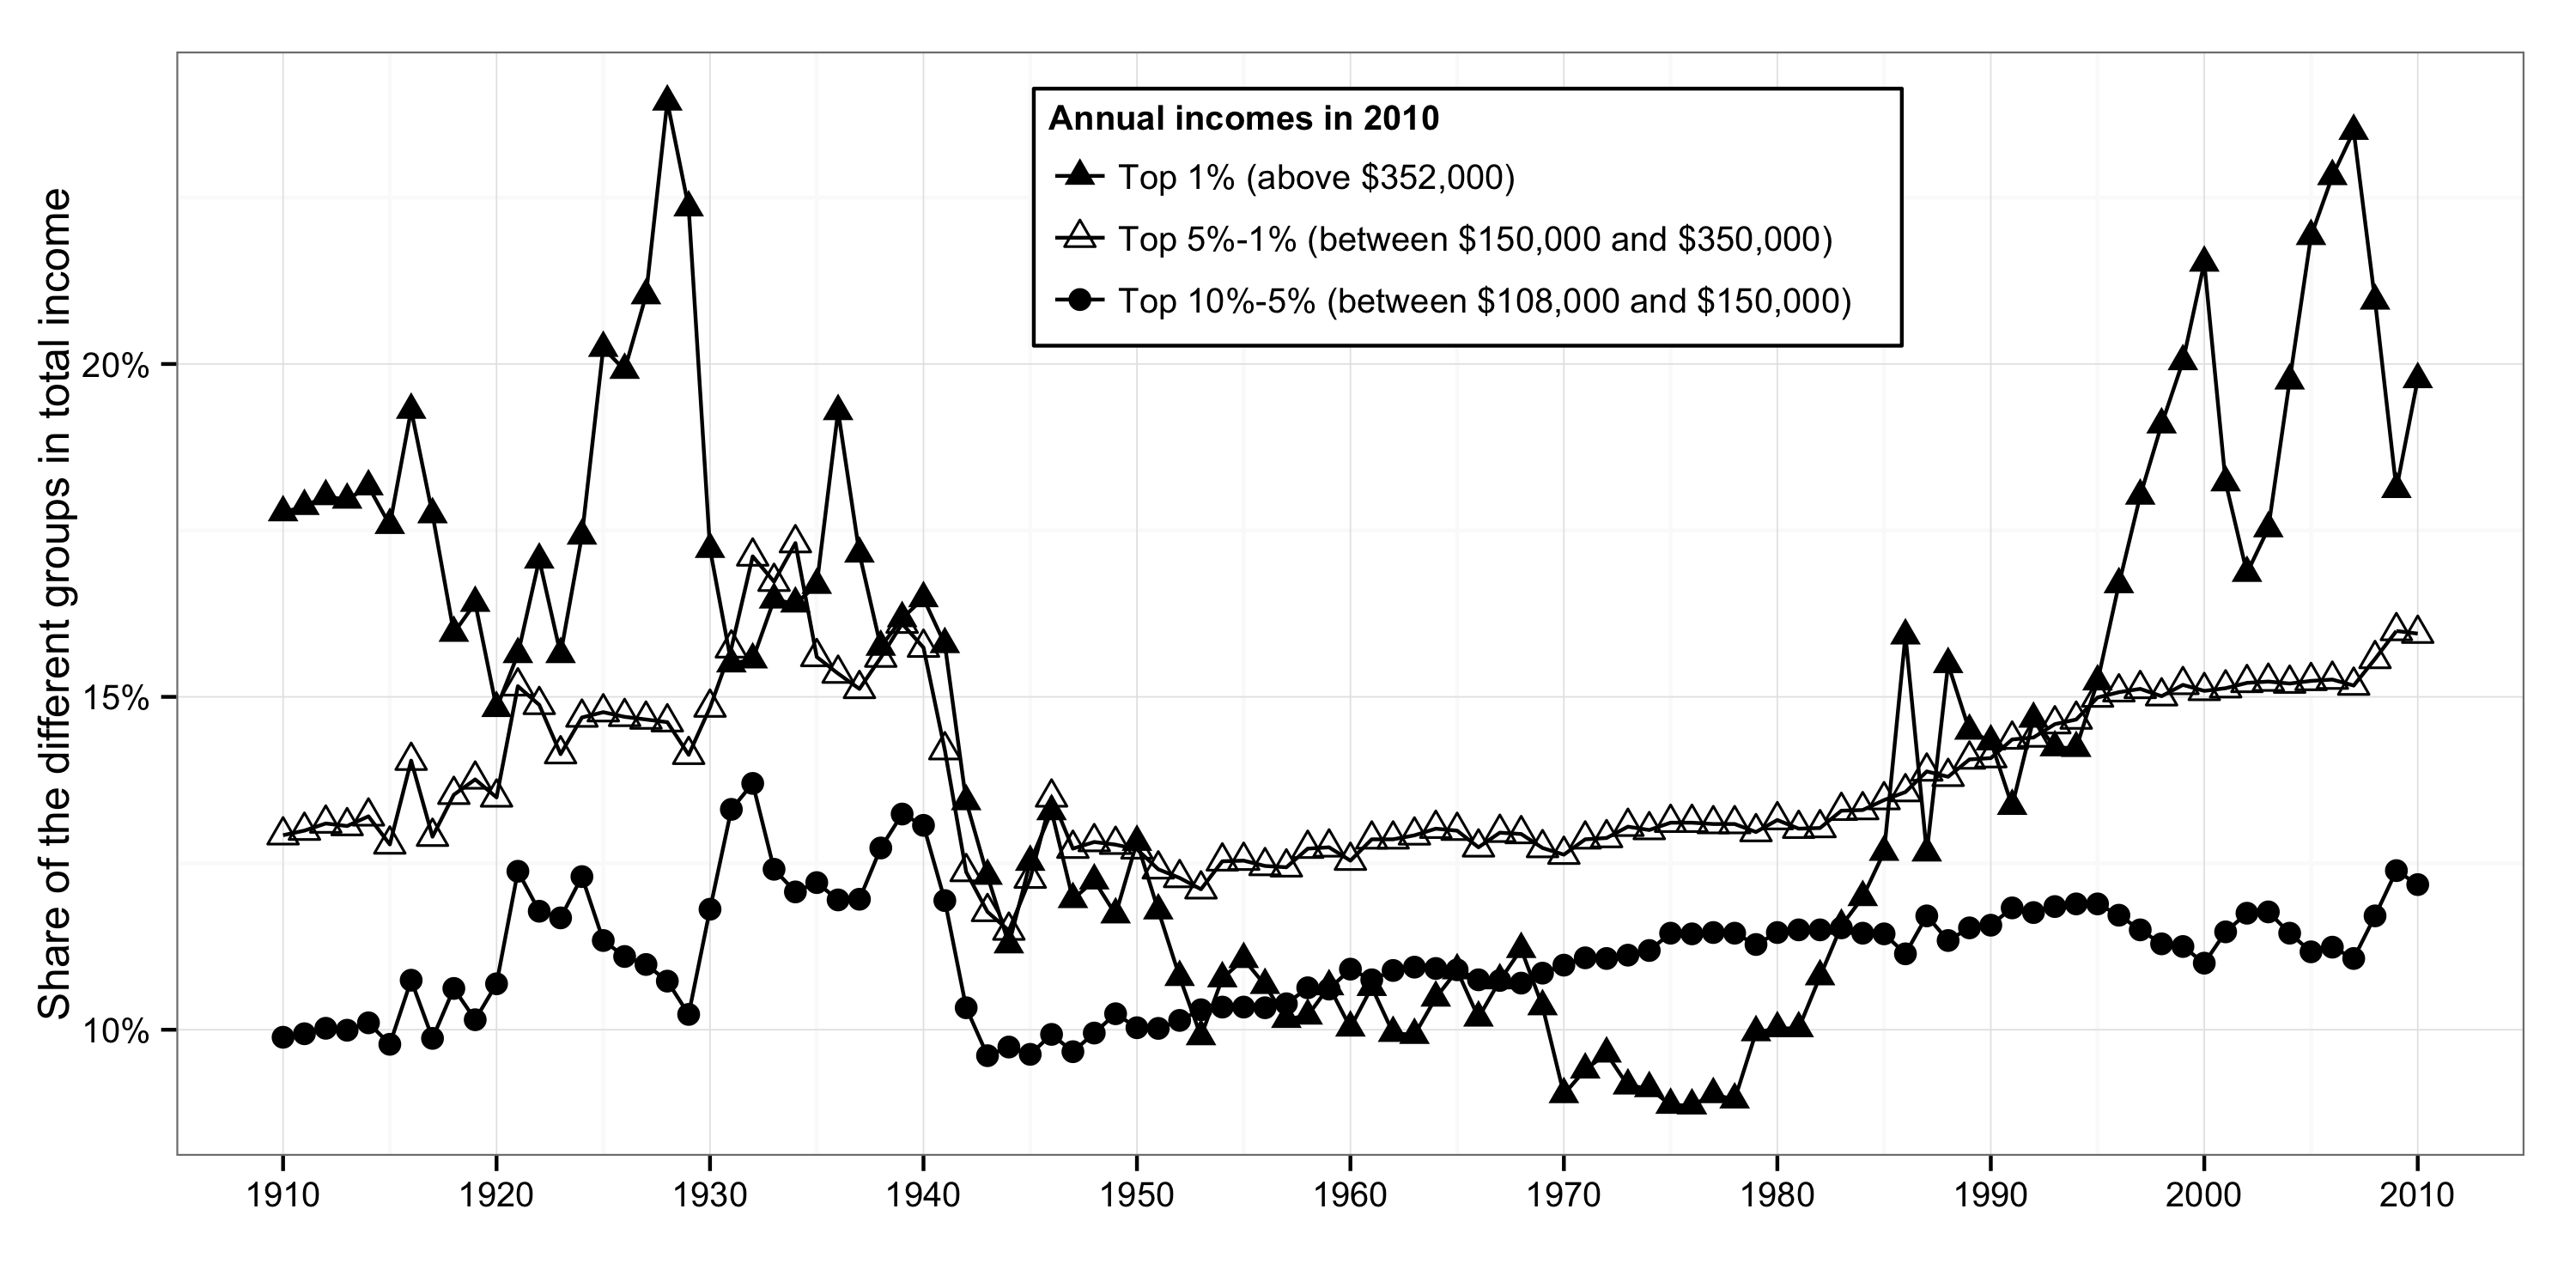 Share of the different groups in total income
20%
15%
10%
Annual incomes in 2010
Top 1% (above $352,000)
Top 5%-1% (between $150,000 and $350,000)
Top 10%-5% (between $108,000 and $150,000)
1910 1920 1930 1940 1950 1960 1970 1980 1990 2000 2010